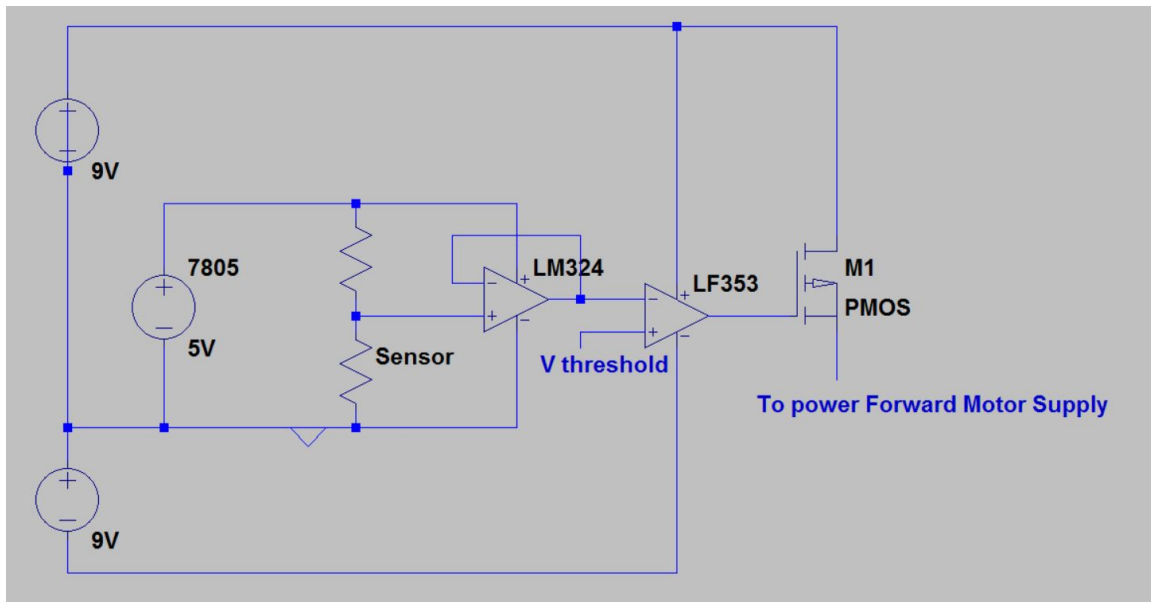 9V
7805
5V
Sensor
LM324
V threshold
LF353
M1
PMOS
To power Forward Motor Supply
9V